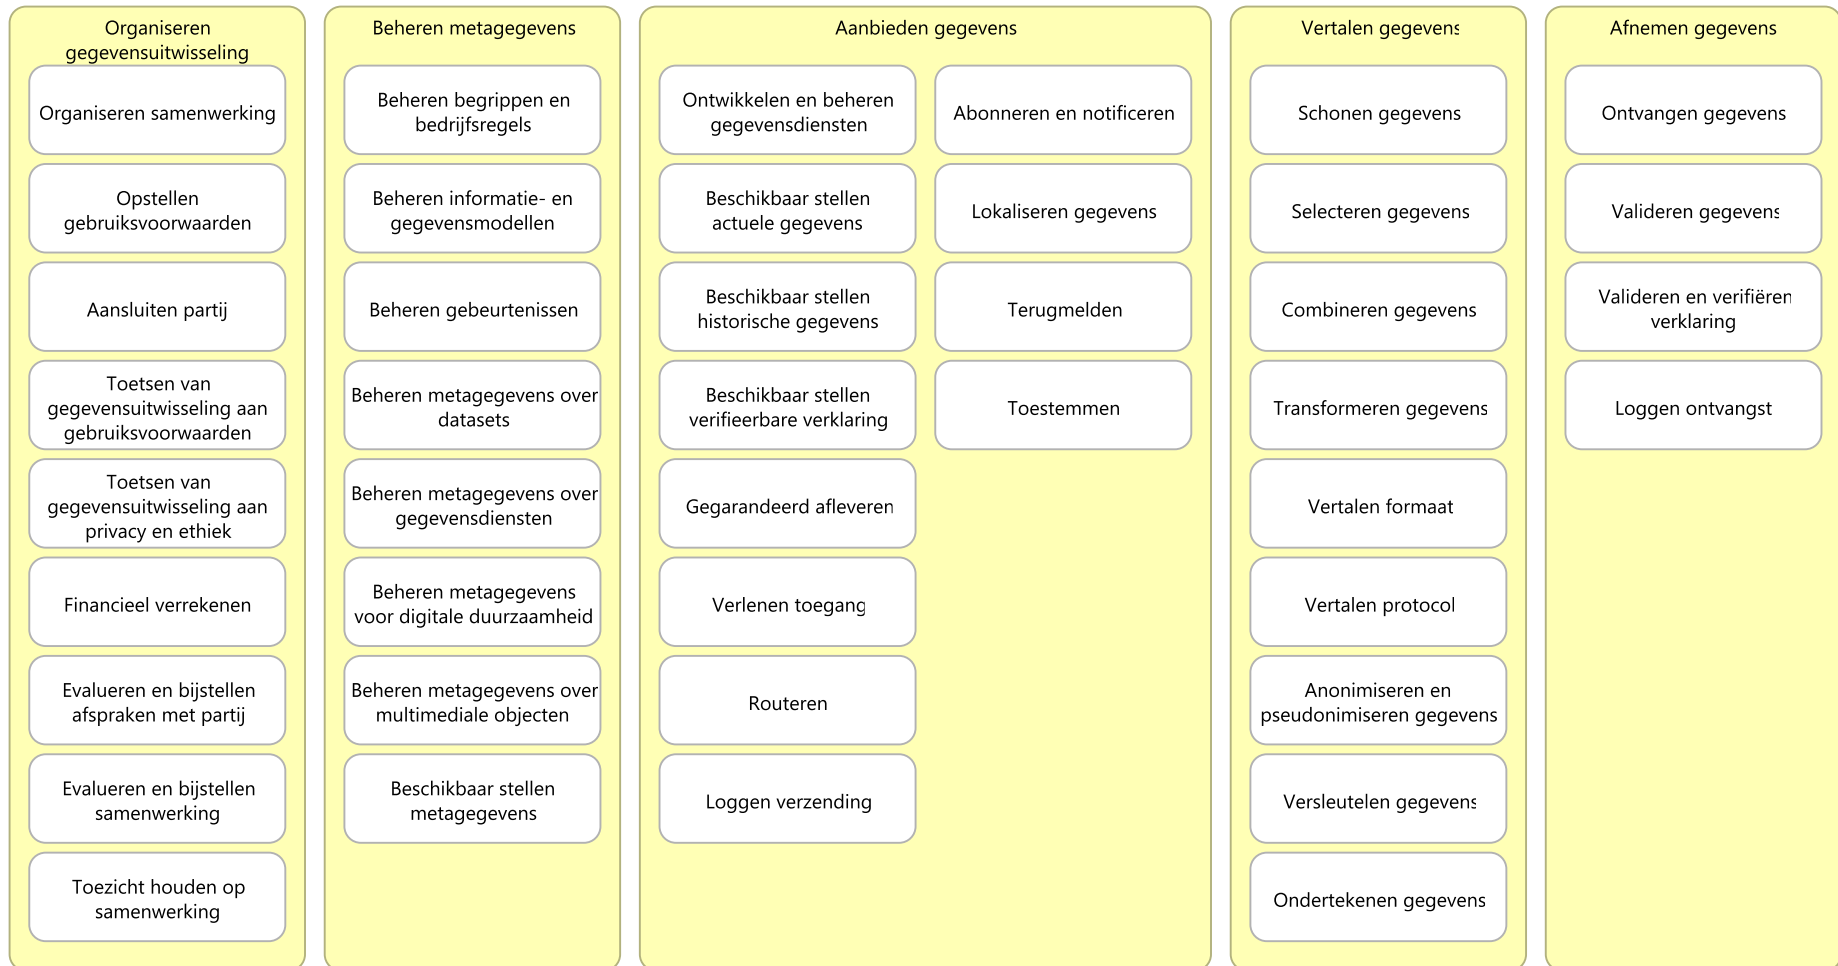 Organiseren
gegevensuitwisseling
Organiseren samenwerking
Opstellen
gebruiksvoorwaarden
Aansluiten partij
Toetsen van
gegevensuitwisseling aan
gebruiksvoorwaarden
Toetsen van
gegevensuitwisseling aan
privacy en ethiek
Financieel verrekenen
Evalueren en bijstellen
afspraken met partij
Evalueren en bijstellen
samenwerking
Toezicht houden op
samenwerking
Beheren metagegevens
Beheren begrippen en
bedrijfsregels
Beheren informatie- en
gegevensmodellen
Beheren gebeurtenissen
Beheren metagegevens over
datasets
Beheren metagegevens over
gegevensdiensten
Beheren metagegevens
voor digitale duurzaamheid
Beheren metagegevens over
multimediale objecten
Beschikbaar stellen
metagegevens
Aanbieden gegevens
Ontwikkelen en beheren
gegevensdiensten
Beschikbaar stellen
actuele gegevens
Beschikbaar stellen
historische gegevens
Beschikbaar stellen
verifieerbare verklaring
Gegarandeerd afleveren
Verlenen toegang
Routeren
Loggen verzending
Abonneren en notificeren
Lokaliseren gegevens
Terugmelden
Toestemmen
Vertalen gegevens
Schonen gegevens
Selecteren gegevens
Combineren gegevens
Transformeren gegevens
Vertalen formaat
Vertalen protocol
Anonimiseren en
pseudonimiseren gegevens
Versleutelen gegevens
Ondertekenen gegevens
Afnemen gegevens
Ontvangen gegevens
Valideren gegevens
Valideren en verifiëren
verklaring
Loggen ontvangst